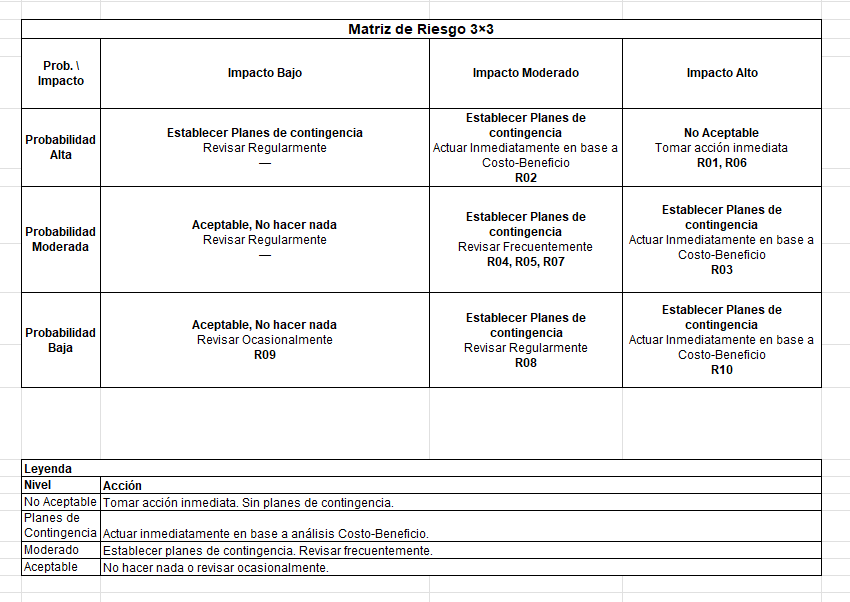 Matriz de Riesgo 3×3
Prob. \
Impacto
Impacto Bajo
Impacto Moderado
Impacto Alto
Probabilidad
Alta
Establecer Planes de contingencia
Revisar Regularmente
—
Establecer Planes de
contingencia
Actuar Inmediatamente en base a
Costo-Beneficio
R02
No Aceptable
Tomar acción inmediata
R01, R06
Probabilidad
Moderada
Aceptable, No hacer nada
Revisar Regularmente
—
Establecer Planes de
contingencia
Revisar Frecuentemente
R04, R05, R07
Establecer Planes de
contingencia
Actuar Inmediatamente en base a
Costo-Beneficio
R03
Probabilidad
Baja
Aceptable, No hacer nada
Revisar Ocasionalmente
R09
Establecer Planes de
contingencia
Revisar Regularmente
R08
Establecer Planes de
contingencia
Actuar Inmediatamente en base a
Costo-Beneficio
R10
Leyenda
Nivel
Acción
No Aceptable
Tomar acción inmediata. Sin planes de contingencia.
Planes de
Contingencia
Actuar inmediatamente en base a análisis Costo-Beneficio.
Moderado
Establecer planes de contingencia. Revisar frecuentemente.
Aceptable
No hacer nada o revisar ocasionalmente.